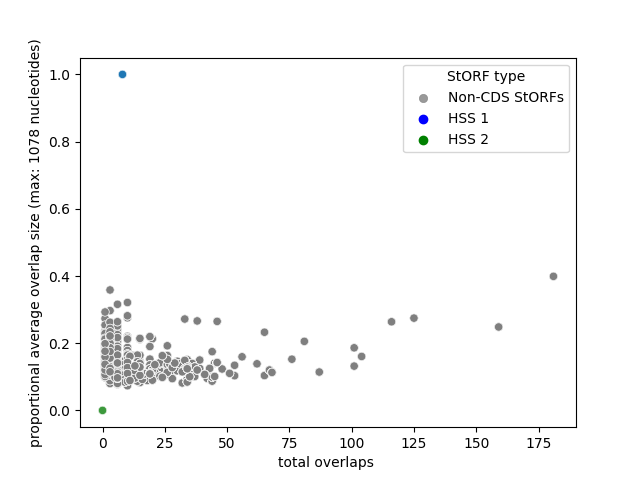 proportional average overlap size (max: 1078 nucleotides)
1.0
0.8
0.6
0.4
0.2
0.0
StORF type
Non-CDS StORFs
HSS 1
HSS 2
0 25 50 75 100 125 150 175
total overlaps